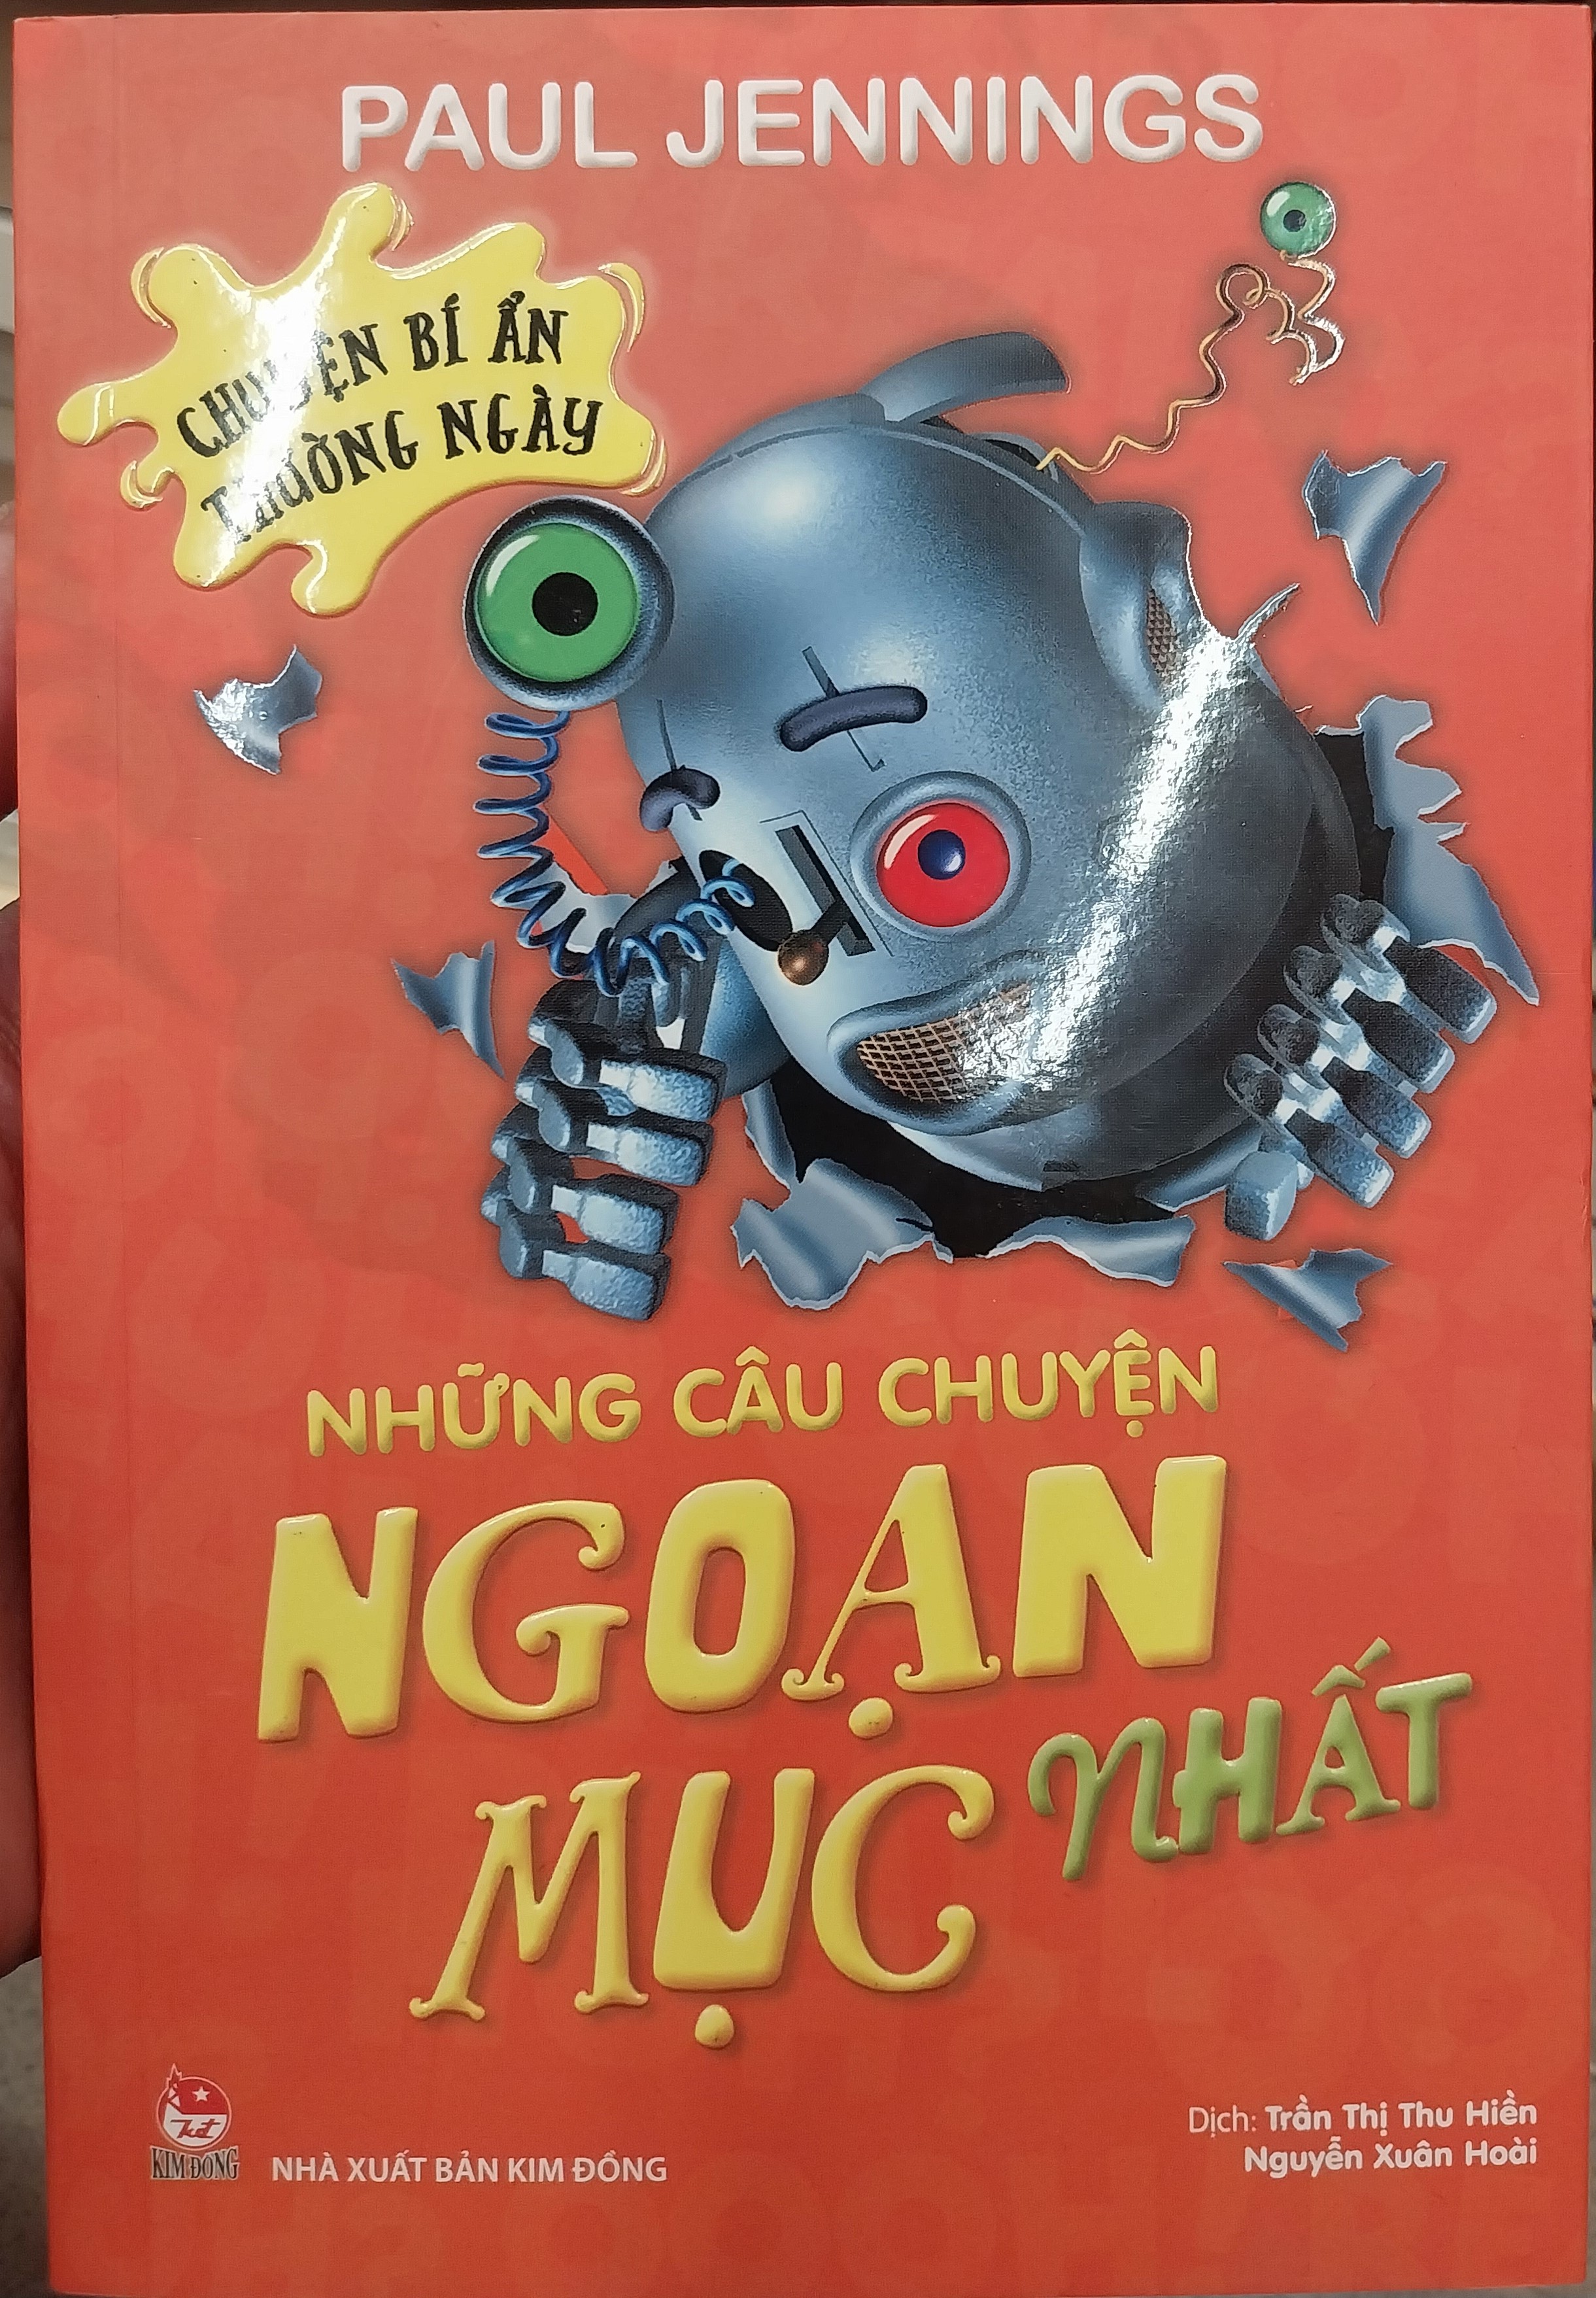 PAUL JENNINGS
CHUYỆN BÍ ẨN
THƯỜNG NGÀY
NHỮNG CÂU CHUYỆN
NGOẠN
MỤC NHẤT
Kđ
KIM ĐỒNG
NHÀ XUẤT BẢN KIM ĐỒNG
Dịch: Trần Thị Thu Hiền
Nguyễn Xuân Hoài